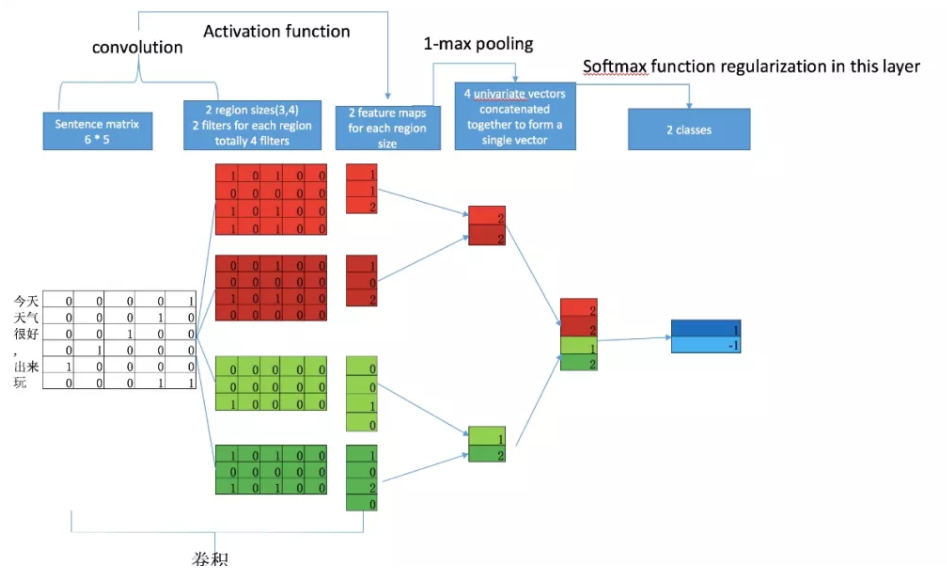 convolution
Activation function
1-max pooling
Softmax function regularization in this layer
Sentence matrix
6 * 5
2 region sizes(3,4)
2 filters for each region
totally 4 filters
2 feature maps
for each region
size
4 univariate vectors
concatenated
together to form a
single vector
2 classes
1 0 1 0 0
0 0 0 0 0
1 0 1 0 0
1 0 1 0 0
1
1
2
2
2
0 0 1 0 0
0 0 0 0 0
1 0 1 0 0
0 0 0 0 0
1
0
2
今天 0 0 0 0 1
天气 0 0 0 1 0
很好 0 0 1 0 0
, 0 1 0 0 0
出来 1 0 0 0 0
玩 0 0 0 1 1
2
2
1
2
1
-1
0 0 0 0 0
0 0 0 0 0
1 0 0 0 0
0
0
1
0
1
2
1 0 1 0 0
0 0 0 0 0
1 0 1 0 0
1
0
2
0
卷积